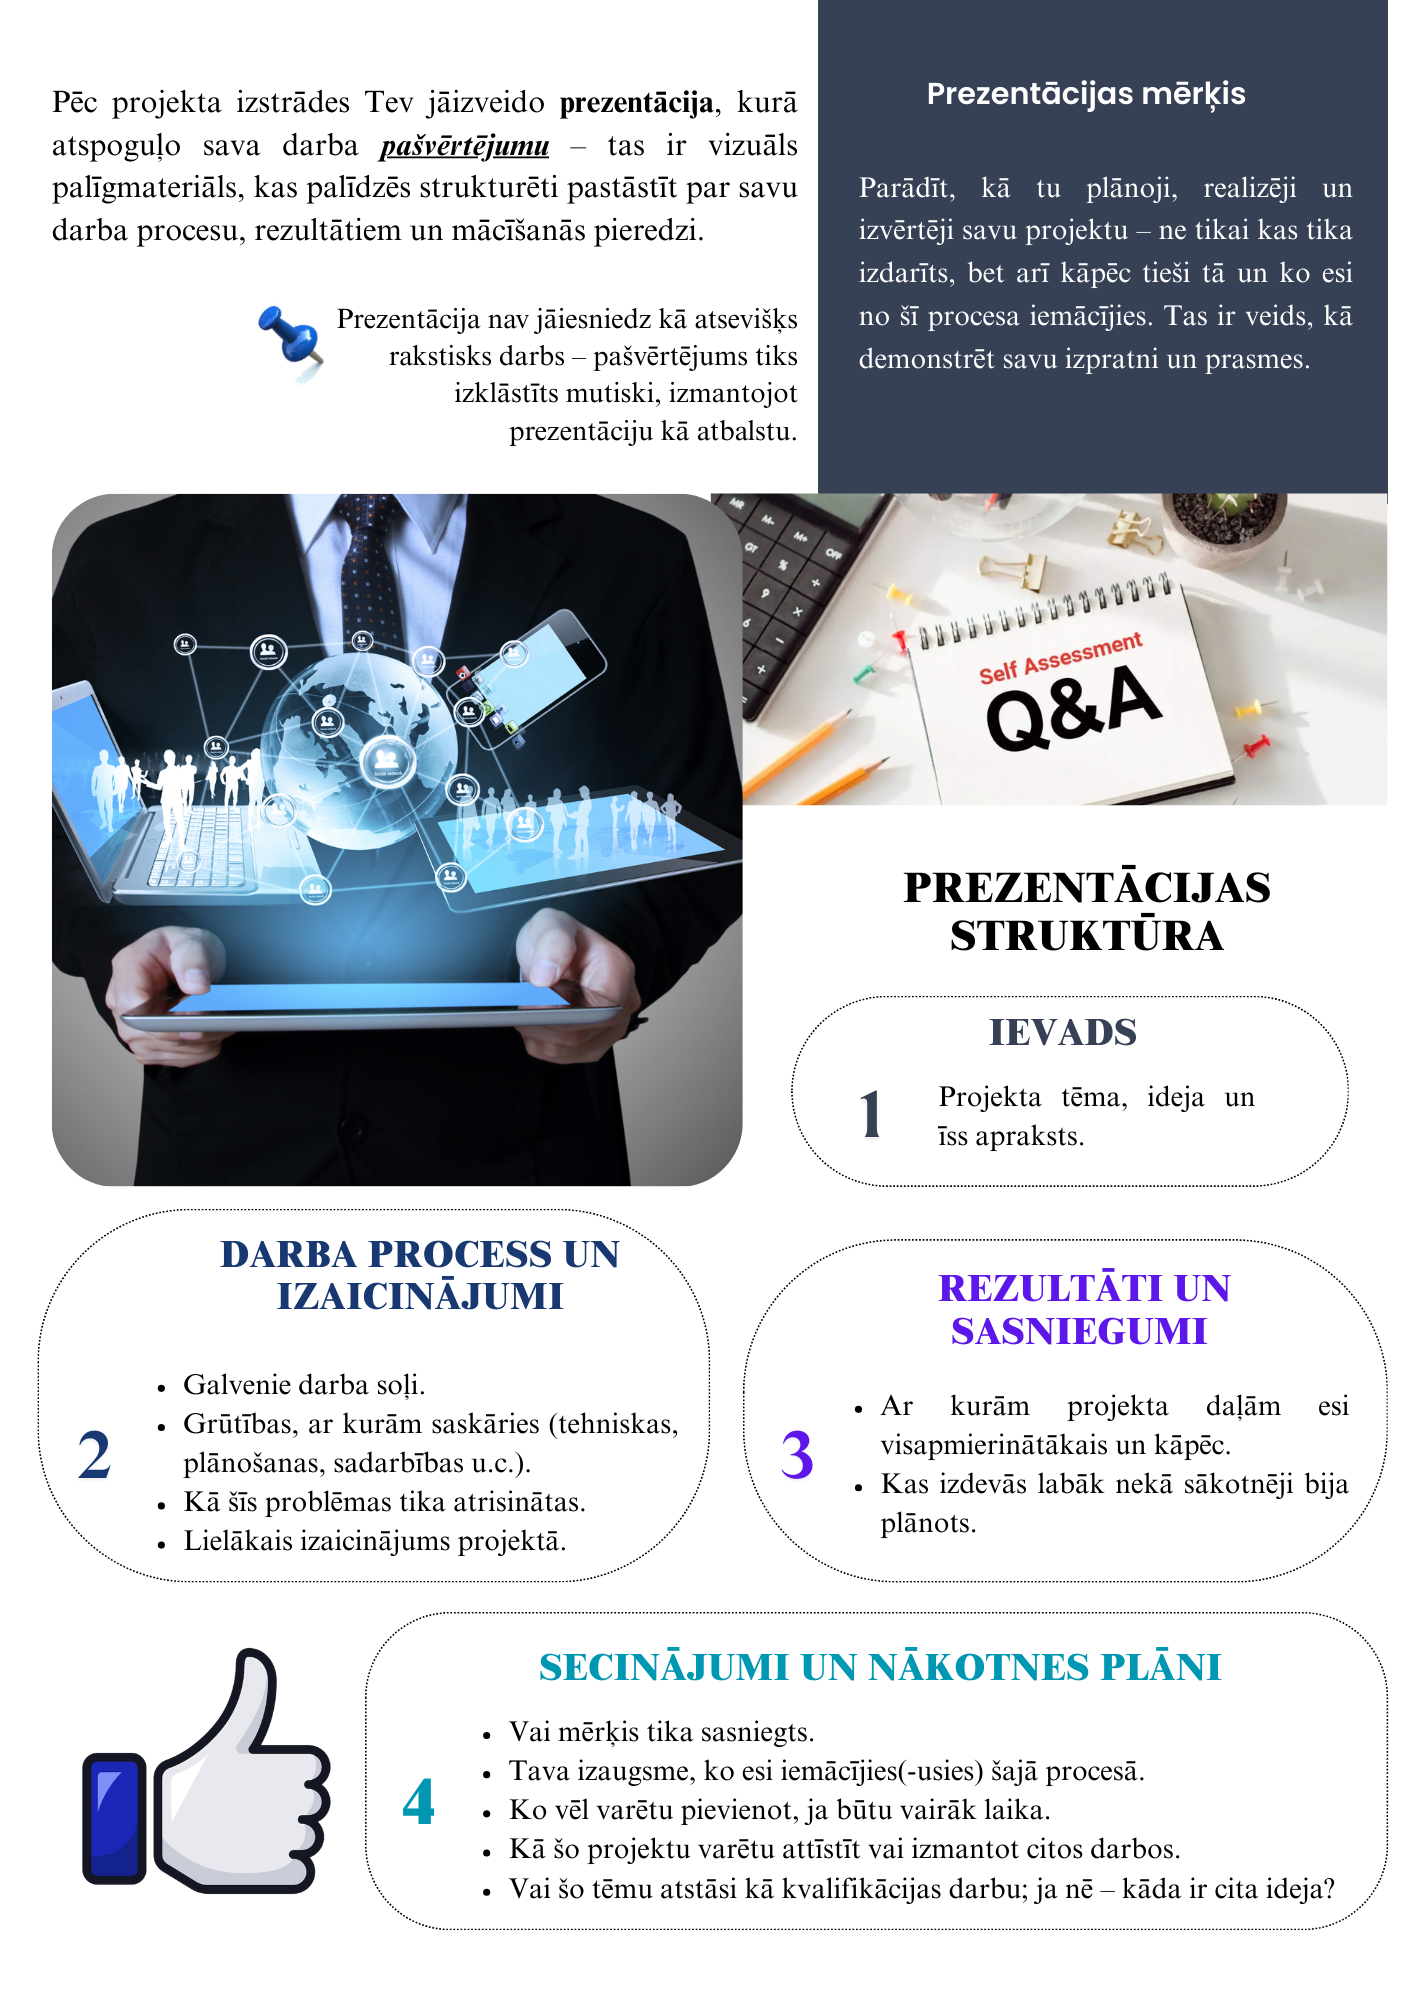 Pēc projekta izstrādes Tev jāizveido prezentācija, kurā
atspoguļo sava darba pašvērtējumu – tas ir vizuāls
palīgmateriāls, kas palīdzēs strukturēti pastāstīt par savu
darba procesu, rezultātiem un mācīšanās pieredzi.
Prezentācija nav jāiesniedz kā atsevišķs
rakstisks darbs – pašvērtējums tiks
izklāstīts mutiski, izmantojot
prezentāciju kā atbalstu.
Prezentācijas mērķis
Parādīt, kā tu plānoji, realizēji un
izvērtēji savu projektu – ne tikai kas tika
izdarīts, bet arī kāpēc tieši tā un ko esi
no šī procesa iemācījies. Tas ir veids, kā
demonstrēt savu izpratni un prasmes.
MR
M-
M+
OFF
GT
%
÷
9
×
6
-
+
Self Assessment
Q&A
Social network
Social network
PREZENTĀCIJAS
STRUKTŪRA
IEVADS
1
Projekta tēma, ideja un
īss apraksts.
DARBA PROCESS UN
IZAICINĀJUMI
2
• Galvenie darba soļi.
• Grūtības, ar kurām saskāries (tehniskas,
plānošanas, sadarbības u.c.).
• Kā šīs problēmas tika atrisinātas.
• Lielākais izaicinājums projektā.
REZULTĀTI UN
SASNIEGUMI
3
• Ar kurām projekta daļām esi
visapmierinātākais un kāpēc.
• Kas izdevās labāk nekā sākotnēji bija
plānots.
SECINĀJUMI UN NĀKOTNES PLĀNI
4
• Vai mērķis tika sasniegts.
• Tava izaugsme, ko esi iemācījies(-usies) šajā procesā.
• Ko vēl varētu pievienot, ja būtu vairāk laika.
• Kā šo projektu varētu attīstīt vai izmantot citos darbos.
• Vai šo tēmu atstāsi kā kvalifikācijas darbu; ja nē – kāda ir cita ideja?